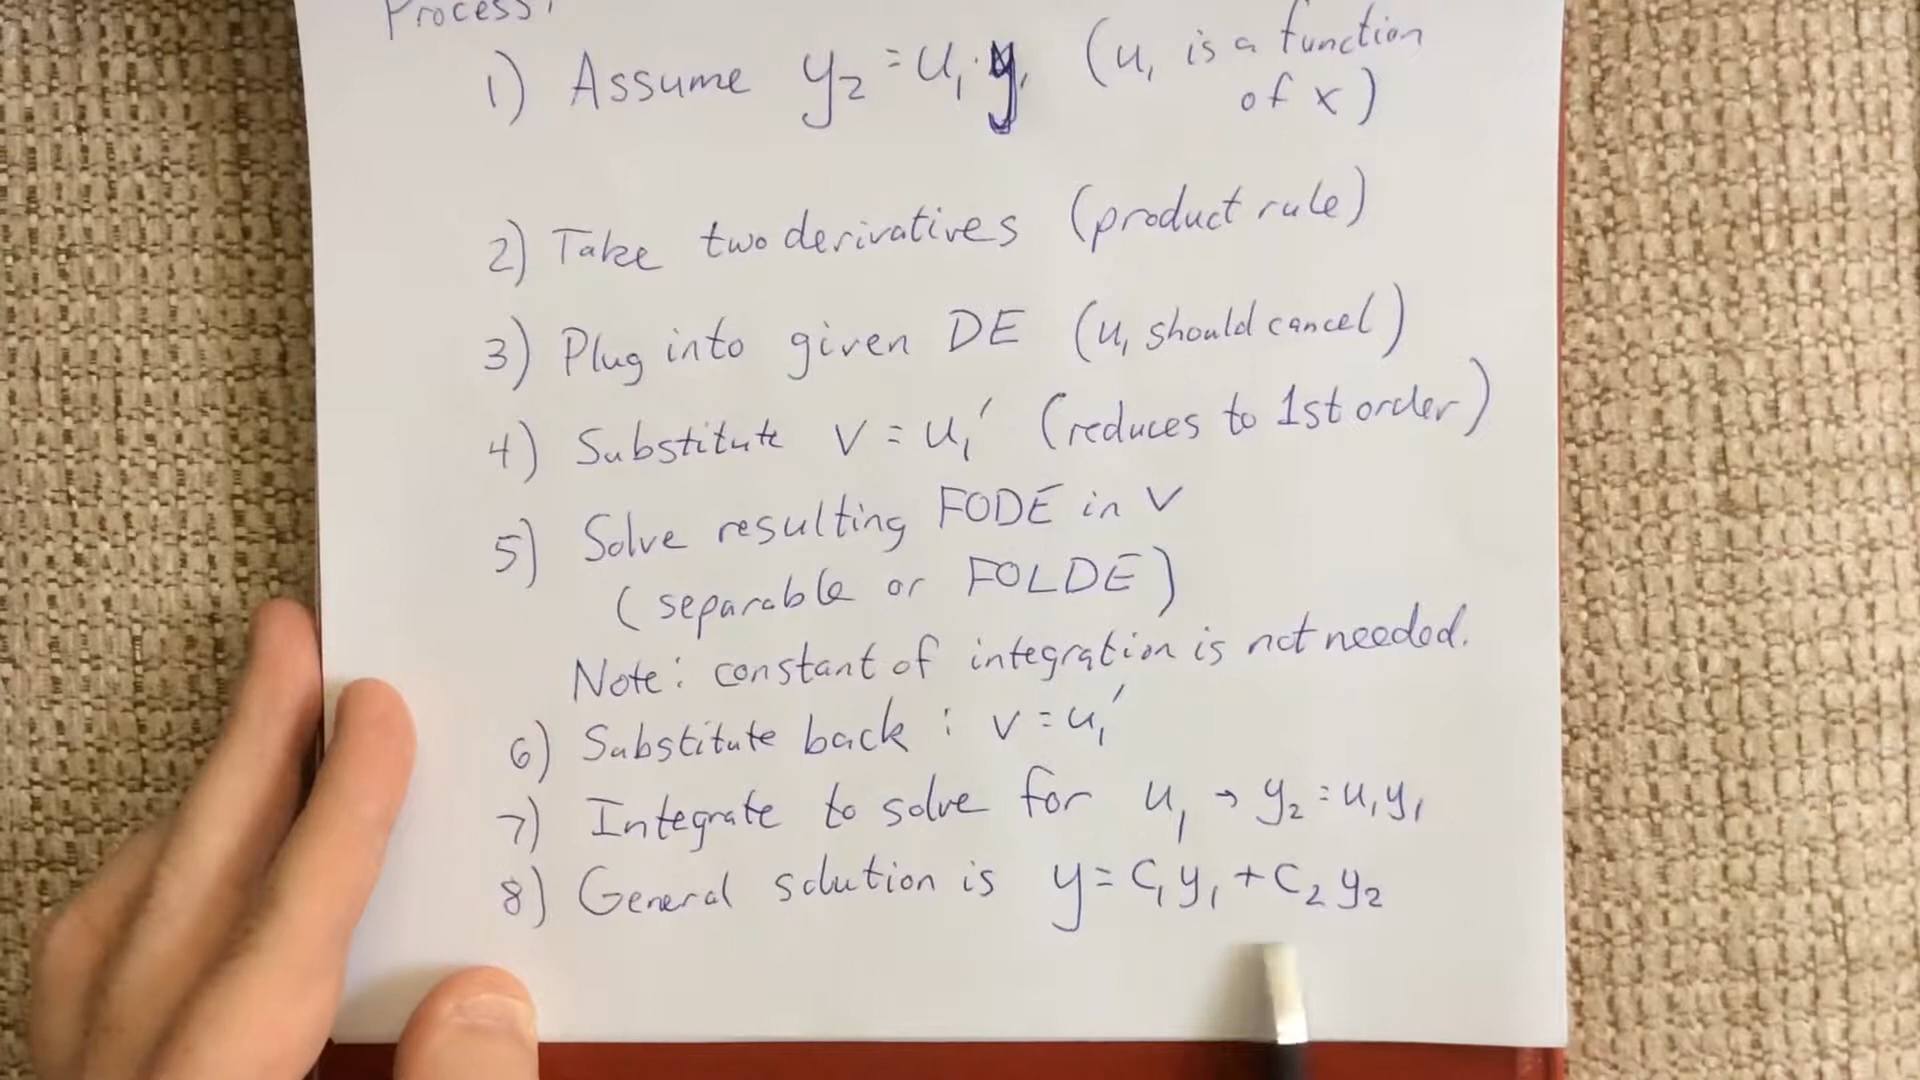 Process:
1) Assume y₂ = u₁·y₁ (u₁ is a function
of x)
2) Take two derivatives (product rule)
3) Plug into given DE (u₁ should cancel)
4) Substitute v = u₁' (reduces to 1st order)
5) Solve resulting FODE in v
(separable or FOLDE)
Note: constant of integration is not needed.
6) Substitute back : v = u₁'
7) Integrate to solve for u₁ → y₂ = u₁y₁
8) General solution is y = C₁y₁ + C₂y₂